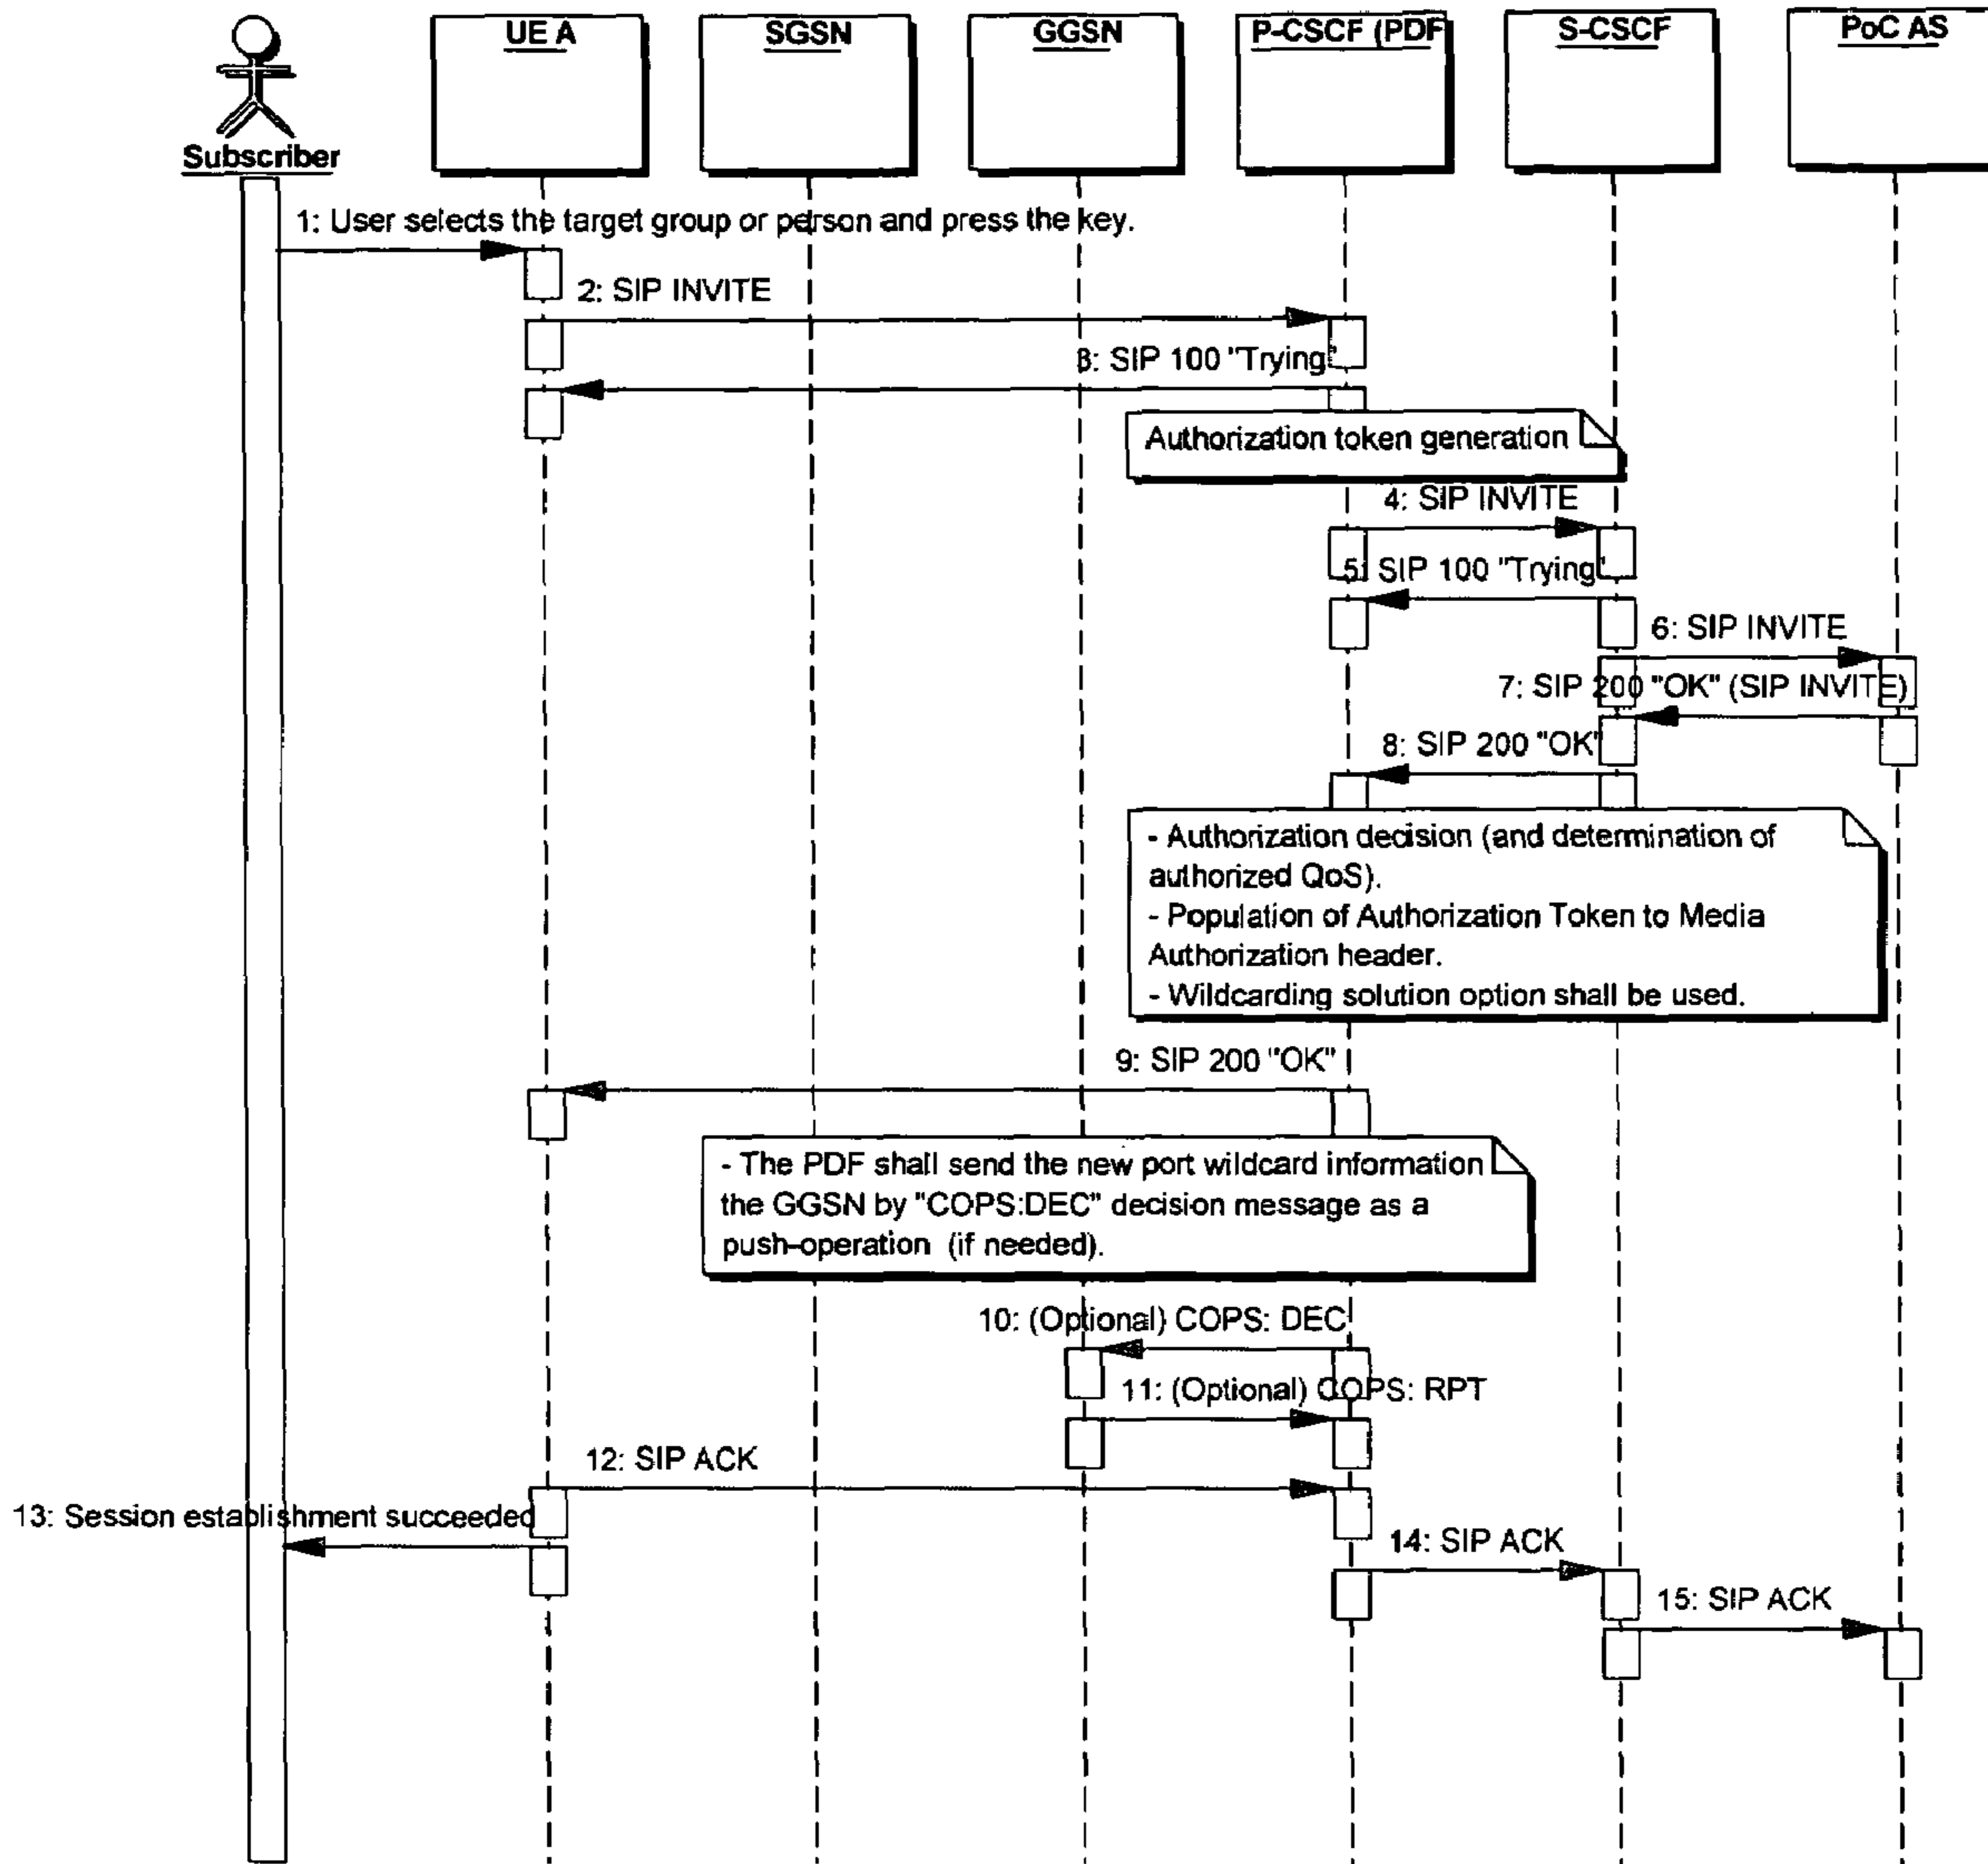 UE A
SGSN
GGSN
P-CSCF (PDF
S-CSCF
PoC AS
Subscriber
1: User selects the target group or person and press the key.
2: SIP INVITE
3: SIP 100 "Trying"
Authorization token generation
4: SIP INVITE
5: SIP 100 "Trying"
6: SIP INVITE
7: SIP 200 "OK" (SIP INVITE)
8: SIP 200 "OK"
- Authorization decision (and determination of
authorized QoS).
- Population of Authorization Token to Media
Authorization header.
- Wildcarding solution option shall be used.
9: SIP 200 "OK"
- The PDF shall send the new port wildcard information
the GGSN by "COPS:DEC" decision message as a
push-operation (if needed).
10: (Optional) COPS: DEC
11: (Optional) COPS: RPT
12: SIP ACK
13: Session establishment succeeded
14: SIP ACK
15: SIP ACK